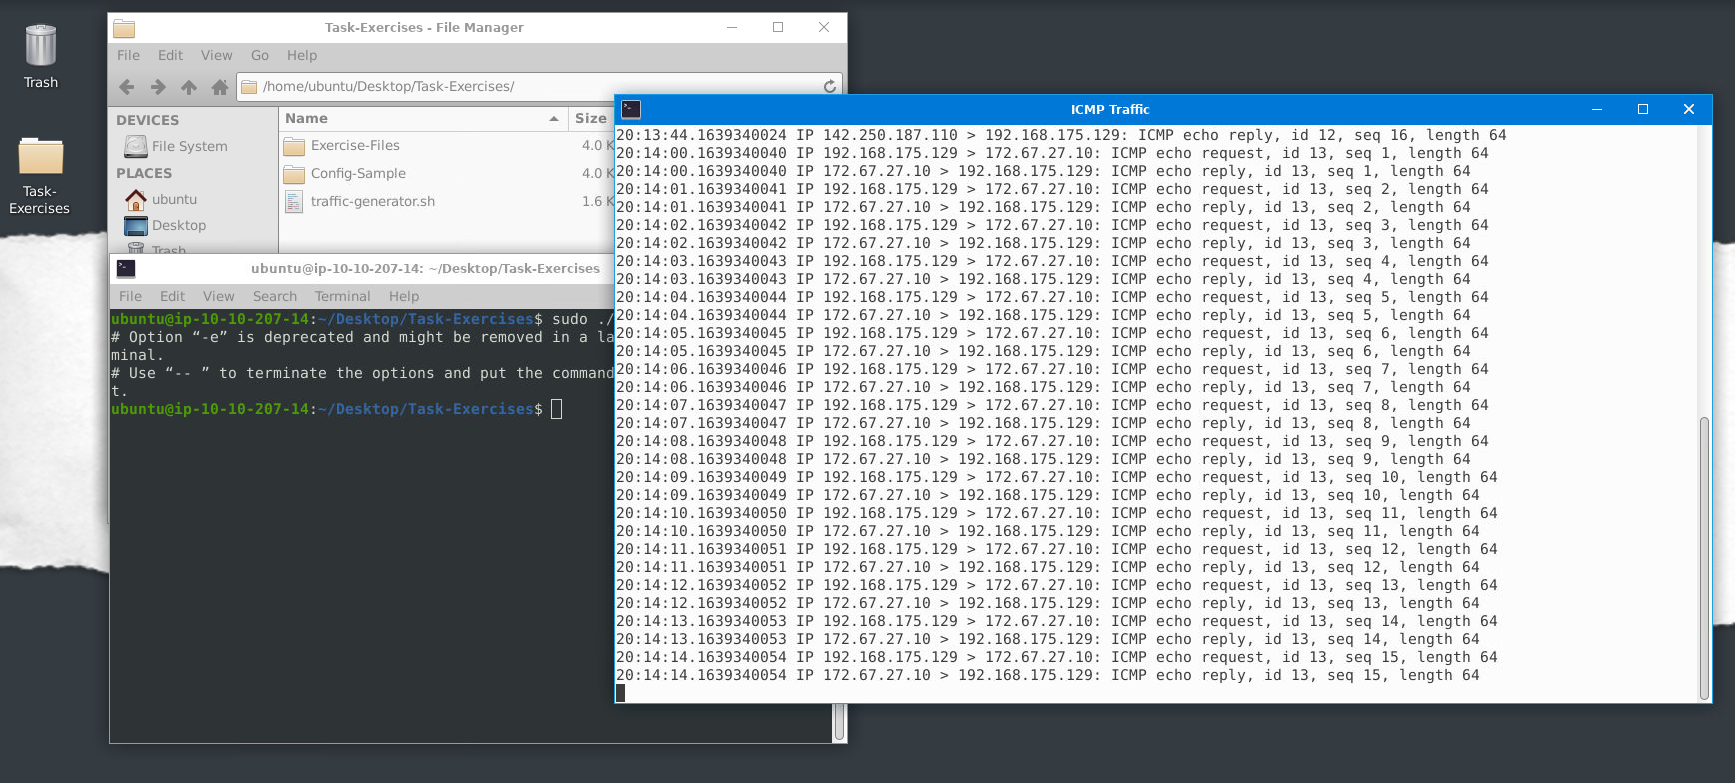 Trash
Task-
Exercises
Task-Exercises - File Manager
File Edit View Go Help
/home/ubuntu/Desktop/Task-Exercises/
DEVICES
File System
PLACES
ubuntu
Desktop
Trash
Name Size
Exercise-Files 4.0 K
Config-Sample 4.0 K
traffic-generator.sh 1.6 K
ubuntu@ip-10-10-207-14: ~/Desktop/Task-Exercises
File Edit View Search Terminal Help
ubuntu@ip-10-10-207-14:~/Desktop/Task-Exercises$ sudo ./
# Option “-e” is deprecated and might be removed in a la
minal.
# Use “-- ” to terminate the options and put the command
t.
ubuntu@ip-10-10-207-14:~/Desktop/Task-Exercises$
ICMP Traffic
20:13:44.1639340024 IP 142.250.187.110 > 192.168.175.129: ICMP echo reply, id 12, seq 16, length 64
20:14:00.1639340040 IP 192.168.175.129 > 172.67.27.10: ICMP echo request, id 13, seq 1, length 64
20:14:00.1639340040 IP 172.67.27.10 > 192.168.175.129: ICMP echo reply, id 13, seq 1, length 64
20:14:01.1639340041 IP 192.168.175.129 > 172.67.27.10: ICMP echo request, id 13, seq 2, length 64
20:14:01.1639340041 IP 172.67.27.10 > 192.168.175.129: ICMP echo reply, id 13, seq 2, length 64
20:14:02.1639340042 IP 192.168.175.129 > 172.67.27.10: ICMP echo request, id 13, seq 3, length 64
20:14:02.1639340042 IP 172.67.27.10 > 192.168.175.129: ICMP echo reply, id 13, seq 3, length 64
20:14:03.1639340043 IP 192.168.175.129 > 172.67.27.10: ICMP echo request, id 13, seq 4, length 64
20:14:03.1639340043 IP 172.67.27.10 > 192.168.175.129: ICMP echo reply, id 13, seq 4, length 64
20:14:04.1639340044 IP 192.168.175.129 > 172.67.27.10: ICMP echo request, id 13, seq 5, length 64
20:14:04.1639340044 IP 172.67.27.10 > 192.168.175.129: ICMP echo reply, id 13, seq 5, length 64
20:14:05.1639340045 IP 192.168.175.129 > 172.67.27.10: ICMP echo request, id 13, seq 6, length 64
20:14:05.1639340045 IP 172.67.27.10 > 192.168.175.129: ICMP echo reply, id 13, seq 6, length 64
20:14:06.1639340046 IP 192.168.175.129 > 172.67.27.10: ICMP echo request, id 13, seq 7, length 64
20:14:06.1639340046 IP 172.67.27.10 > 192.168.175.129: ICMP echo reply, id 13, seq 7, length 64
20:14:07.1639340047 IP 192.168.175.129 > 172.67.27.10: ICMP echo request, id 13, seq 8, length 64
20:14:07.1639340047 IP 172.67.27.10 > 192.168.175.129: ICMP echo reply, id 13, seq 8, length 64
20:14:08.1639340048 IP 192.168.175.129 > 172.67.27.10: ICMP echo request, id 13, seq 9, length 64
20:14:08.1639340048 IP 172.67.27.10 > 192.168.175.129: ICMP echo reply, id 13, seq 9, length 64
20:14:09.1639340049 IP 192.168.175.129 > 172.67.27.10: ICMP echo request, id 13, seq 10, length 64
20:14:09.1639340049 IP 172.67.27.10 > 192.168.175.129: ICMP echo reply, id 13, seq 10, length 64
20:14:10.1639340050 IP 192.168.175.129 > 172.67.27.10: ICMP echo request, id 13, seq 11, length 64
20:14:10.1639340050 IP 172.67.27.10 > 192.168.175.129: ICMP echo reply, id 13, seq 11, length 64
20:14:11.1639340051 IP 192.168.175.129 > 172.67.27.10: ICMP echo request, id 13, seq 12, length 64
20:14:11.1639340051 IP 172.67.27.10 > 192.168.175.129: ICMP echo reply, id 13, seq 12, length 64
20:14:12.1639340052 IP 192.168.175.129 > 172.67.27.10: ICMP echo request, id 13, seq 13, length 64
20:14:12.1639340052 IP 172.67.27.10 > 192.168.175.129: ICMP echo reply, id 13, seq 13, length 64
20:14:13.1639340053 IP 192.168.175.129 > 172.67.27.10: ICMP echo request, id 13, seq 14, length 64
20:14:13.1639340053 IP 172.67.27.10 > 192.168.175.129: ICMP echo reply, id 13, seq 14, length 64
20:14:14.1639340054 IP 192.168.175.129 > 172.67.27.10: ICMP echo request, id 13, seq 15, length 64
20:14:14.1639340054 IP 172.67.27.10 > 192.168.175.129: ICMP echo reply, id 13, seq 15, length 64